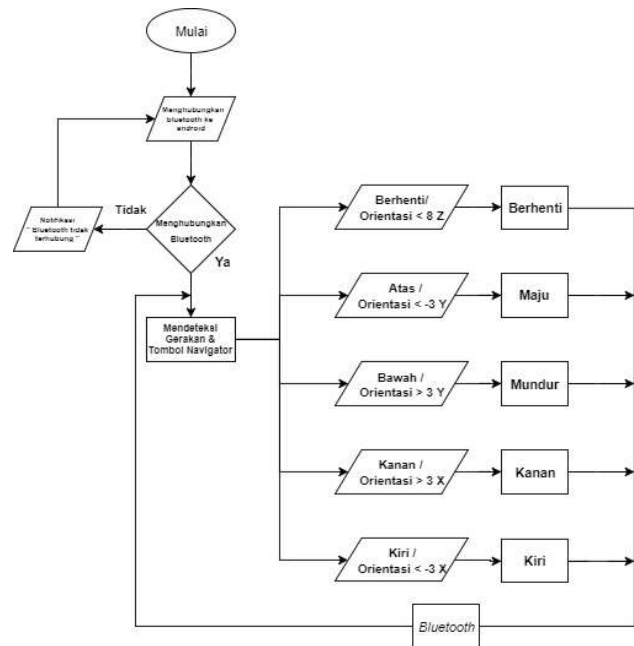 Mulai
Menghubungkan
bluetooth ke
android
Tidak
Notifikasi
" Bluetooth tidak
terhubung "
Menghubungkan
Bluetooth
Ya
Mendeteksi
Gerakan &
Tombol Navigator
Berhenti/
Orientasi < 8 Z
Berhenti
Atas /
Orientasi < -3 Y
Maju
Bawah /
Orientasi > 3 Y
Mundur
Kanan /
Orientasi > 3 X
Kanan
Kiri /
Orientasi < -3 X
Kiri
Bluetooth